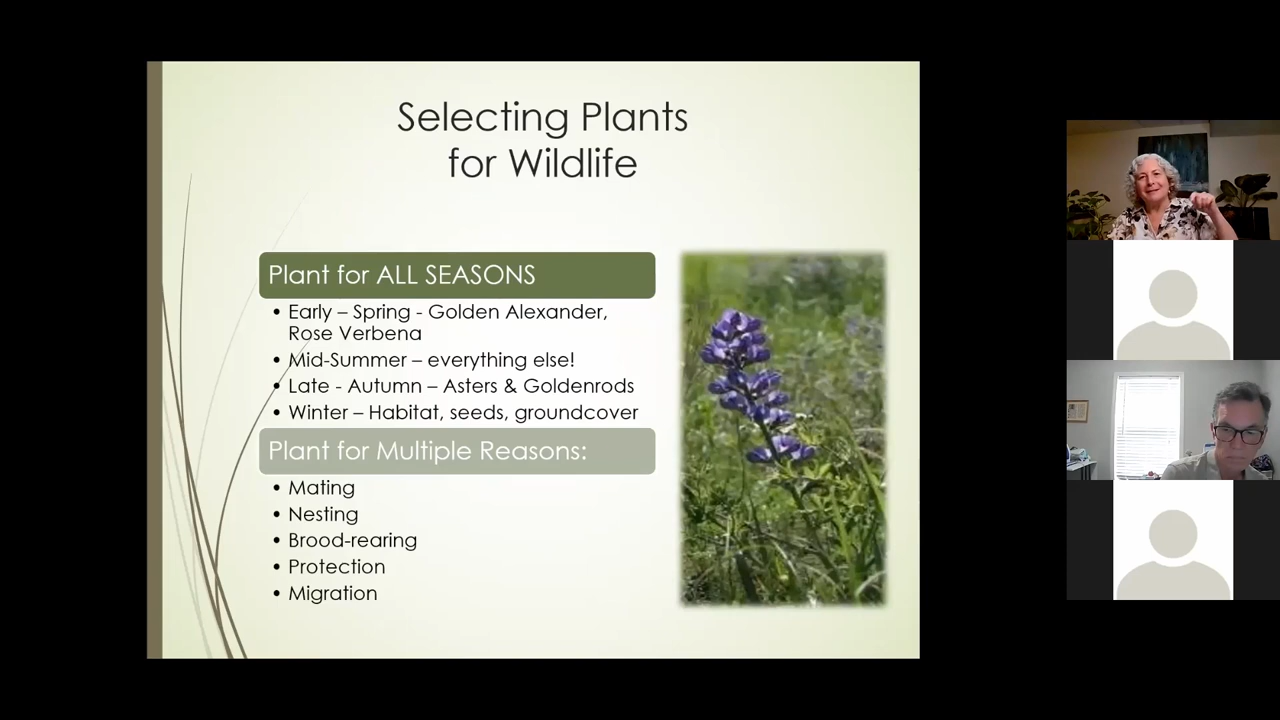 Selecting Plants
for Wildlife
Plant for ALL SEASONS
• Early – Spring - Golden Alexander,
Rose Verbena
• Mid-Summer – everything else!
• Late - Autumn – Asters & Goldenrods
• Winter – Habitat, seeds, groundcover
Plant for Multiple Reasons:
• Mating
• Nesting
• Brood-rearing
• Protection
• Migration